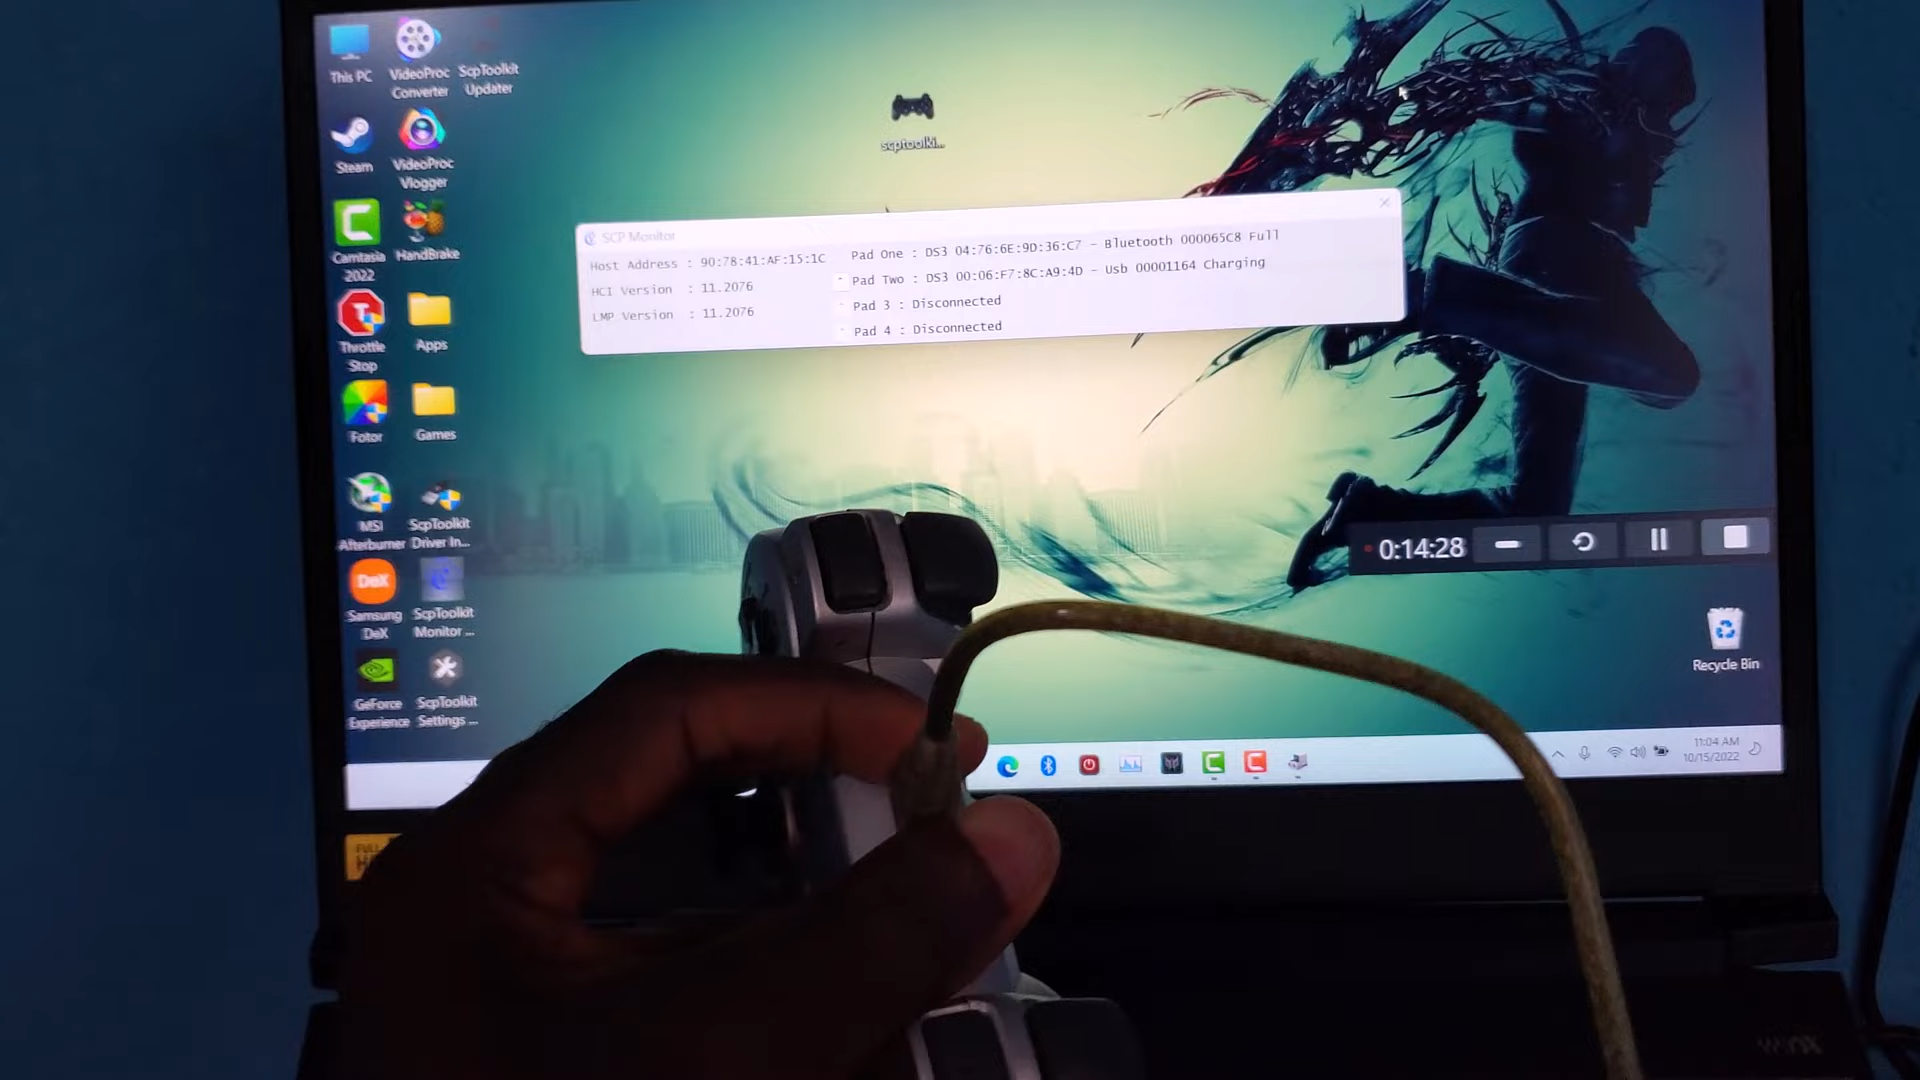 This PC
VideoProc
Converter
ScpToolkit
Updater
Steam
VideoProc
Vlogger
Camtasia
2022
HandBrake
Throttle
Stop
Apps
Fotor
Games
MSI
Afterburner
ScpToolkit
Driver In...
DeX
Samsung
DeX
ScpToolkit
Monitor ...
GeForce
Experience
ScpToolkit
Settings ...
scptoolki...
SCP Monitor
Host Address : 90:78:41:AF:15:1C
HCI Version : 11.2076
LMP Version : 11.2076
Pad One : DS3 04:76:6E:9D:36:C7 - Bluetooth 000065C8 Full
Pad Two : DS3 00:06:F7:8C:A9:4D - Usb 00001164 Charging
Pad 3 : Disconnected
Pad 4 : Disconnected
0:14:28
Recycle Bin
11:04 AM
10/15/2022